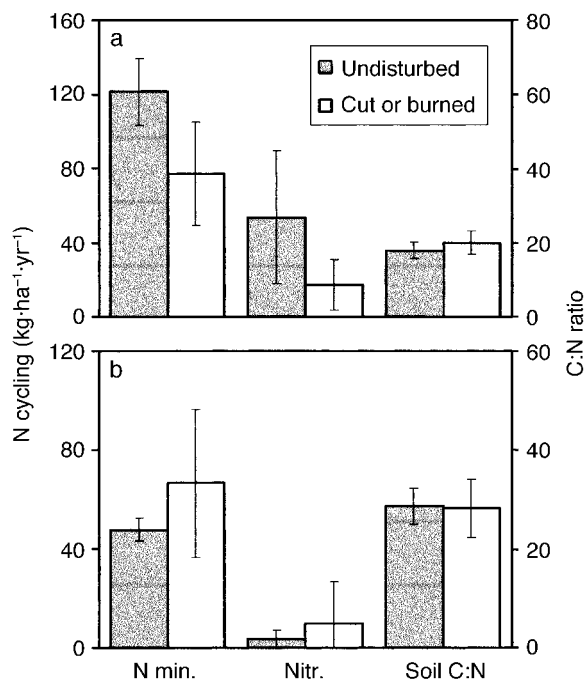 160
80
a
Undisturbed
120
60
Cut or burned
80
40
40
20
0
0
N cycling (kg·ha⁻¹·yr⁻¹)
C:N ratio
120
60
b
80
40
40
20
0
0
N min.
Nitr.
Soil C:N